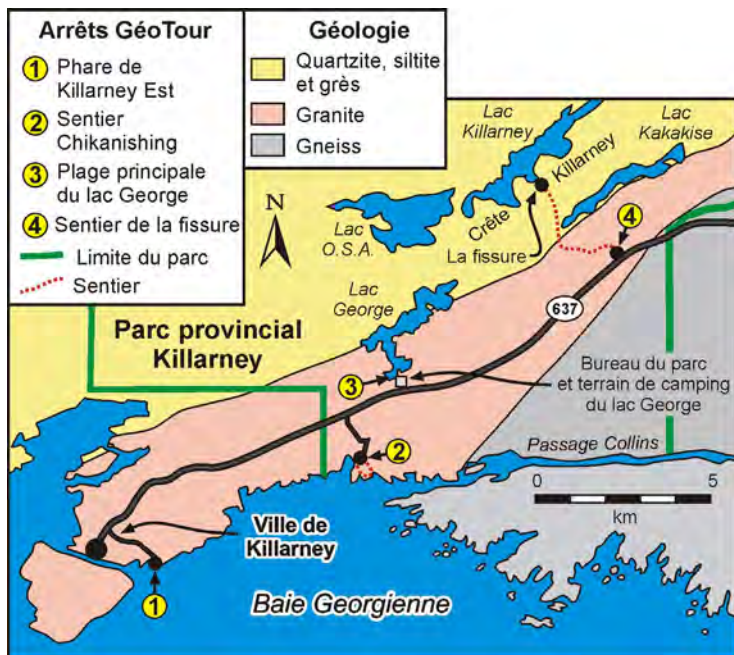 Arrêts GéoTour
1 Phare de
Killarney Est
2 Sentier
Chikanishing
3 Plage principale
du lac George
4 Sentier de la fissure
Limite du parc
Sentier
Géologie
Quartzite, siltite
et grès
Granite
Gneiss
Lac
Killarney
Lac
Kakakise
Crête
Killarney
4
La fissure
Lac
O.S.A.
N
Lac
George
637
Parc provincial
Killarney
3
Bureau du parc
et terrain de camping
du lac George
2
Passage Collins
0
5
km
Ville de
Killarney
1
Baie Georgienne